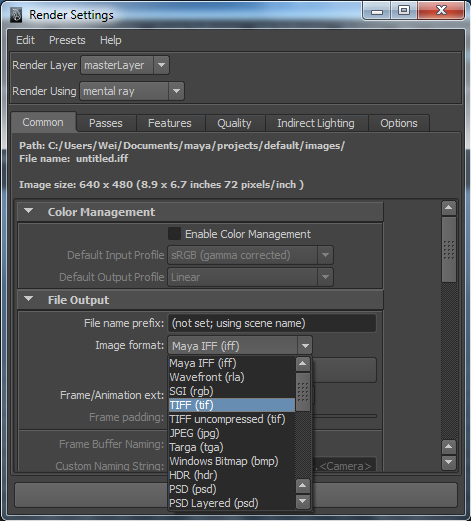 Render Settings
Edit Presets Help
Render Layer masterLayer
Render Using mental ray
Common Passes Features Quality Indirect Lighting Options
Path: C:/Users/Wei/Documents/maya/projects/default/images/
File name: untitled.iff
Image size: 640 x 480 (8.9 x 6.7 inches 72 pixels/inch )
Color Management
Enable Color Management
Default Input Profile sRGB (gamma corrected)
Default Output Profile Linear
File Output
File name prefix: (not set; using scene name)
Image format: Maya IFF (iff)
Maya IFF (iff)
Wavefront (rla)
SGI (rgb)
Frame/Animation ext:
TIFF (tif)
Frame padding: TIFF uncompressed (tif)
JPEG (jpg)
Frame Buffer Naming: Targa (tga)
Windows Bitmap (bmp)
Custom Naming String: HDR (hdr) .<Camera>
PSD (psd)
PSD Layered (psd)